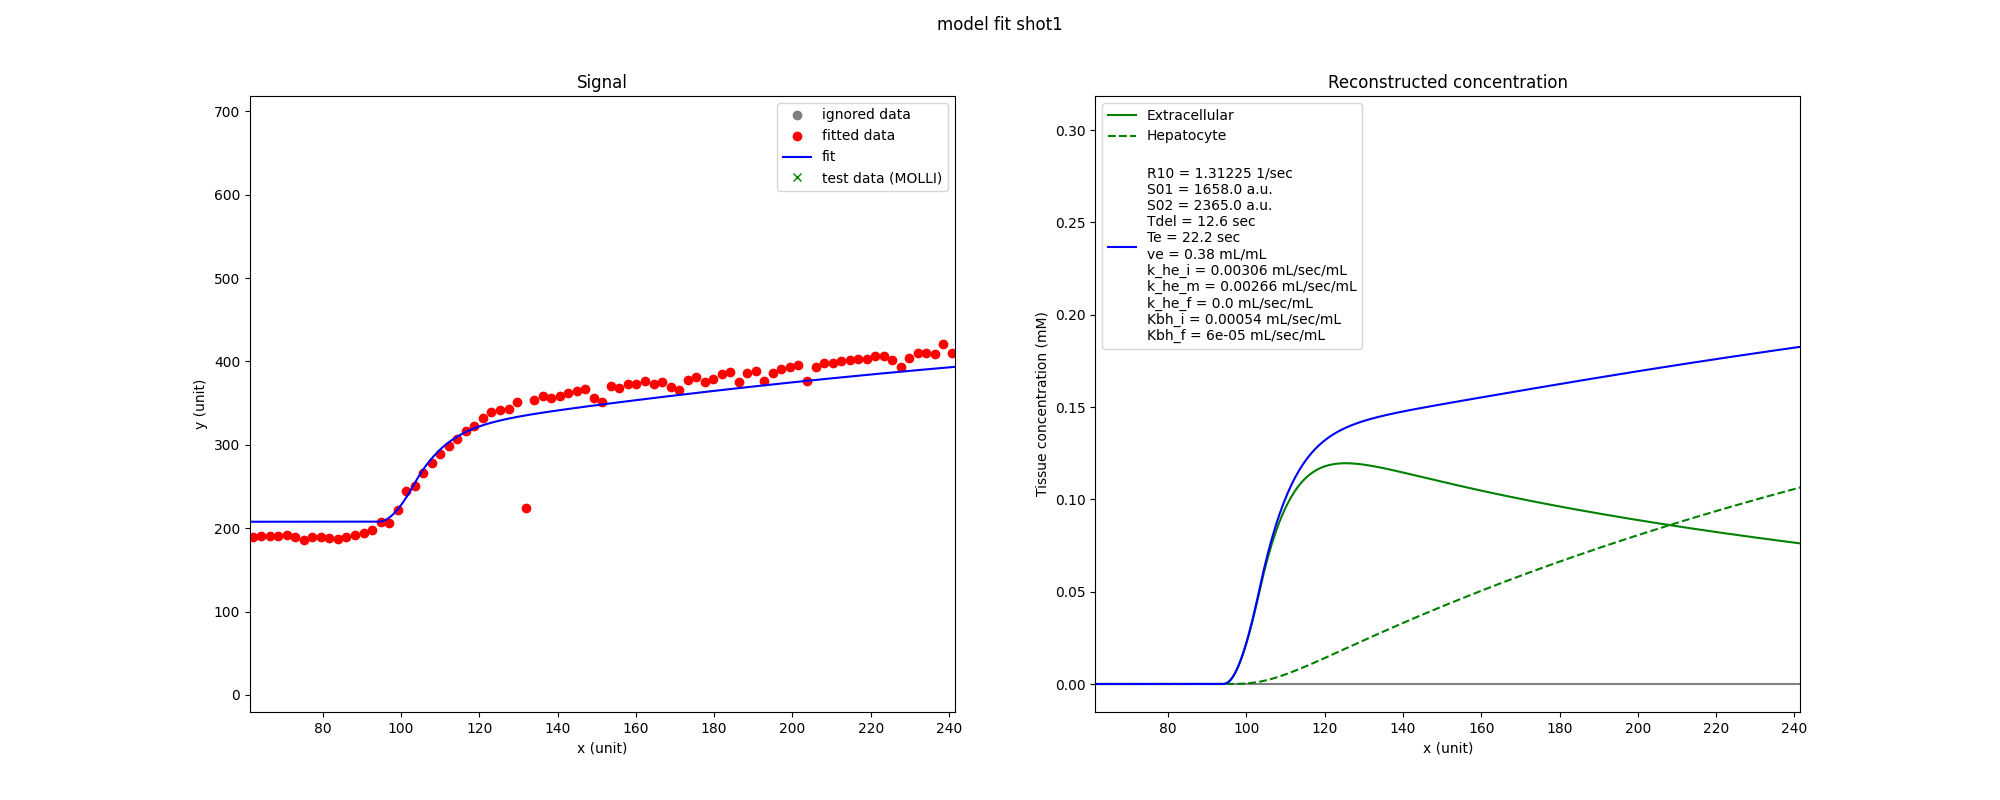 model fit shot1
Signal
700
600
500
400
300
200
100
0
y (unit)
80 100 120 140 160 180 200 220 240
x (unit)
ignored data
fitted data
fit
test data (MOLLI)
Reconstructed concentration
0.30
0.25
0.20
0.15
0.10
0.05
0.00
Tissue concentration (mM)
80 100 120 140 160 180 200 220 240
x (unit)
Extracellular
Hepatocyte
R10 = 1.31225 1/sec
S01 = 1658.0 a.u.
S02 = 2365.0 a.u.
Tdel = 12.6 sec
Te = 22.2 sec
ve = 0.38 mL/mL
k_he_i = 0.00306 mL/sec/mL
k_he_m = 0.00266 mL/sec/mL
k_he_f = 0.0 mL/sec/mL
Kbh_i = 0.00054 mL/sec/mL
Kbh_f = 6e-05 mL/sec/mL